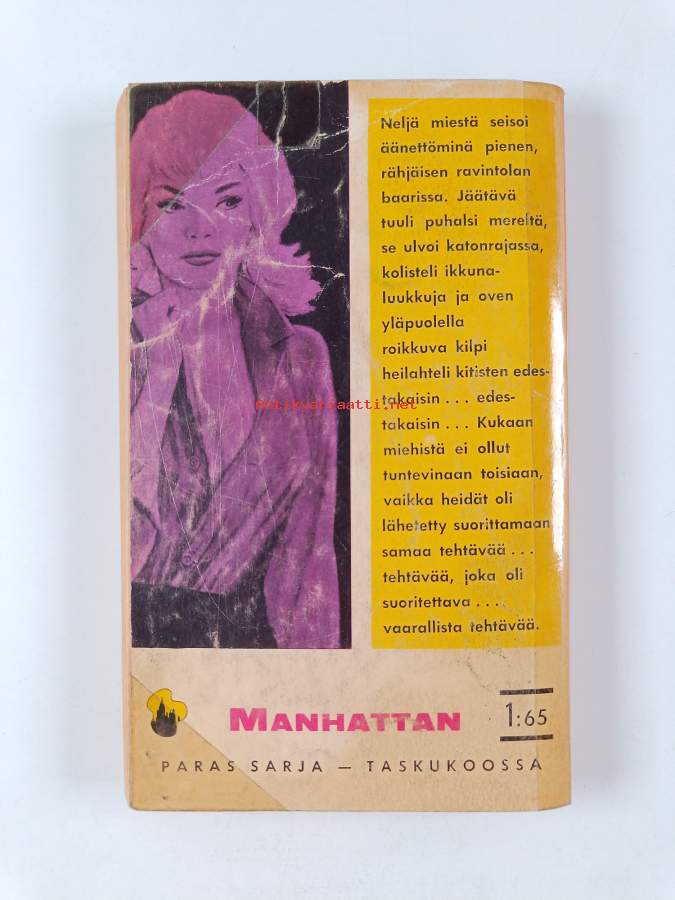 Neljä miestä seisoi
äänettöminä pienen,
rähjäisen ravintolan
baarissa. Jäätävä
tuuli puhalsi mereltä,
se ulvoi katonrajassa,
kolisteli ikkuna-
luukkuja ja oven
yläpuolella
roikkuva kilpi
heilahteli kitisten edes-
takaisin . . . edes-
takaisin . . . Kukaan
miehistä ei ollut
tuntevinaan toisiaan,
vaikka heidät oli
lähetetty suorittamaan
samaa tehtävää . . .
tehtävää, joka oli
suoritettava . . .
vaarallista tehtävää.
antikvariaatti.net
MANHATTAN
1:65
PARAS SARJA — TASKUKOOSSA